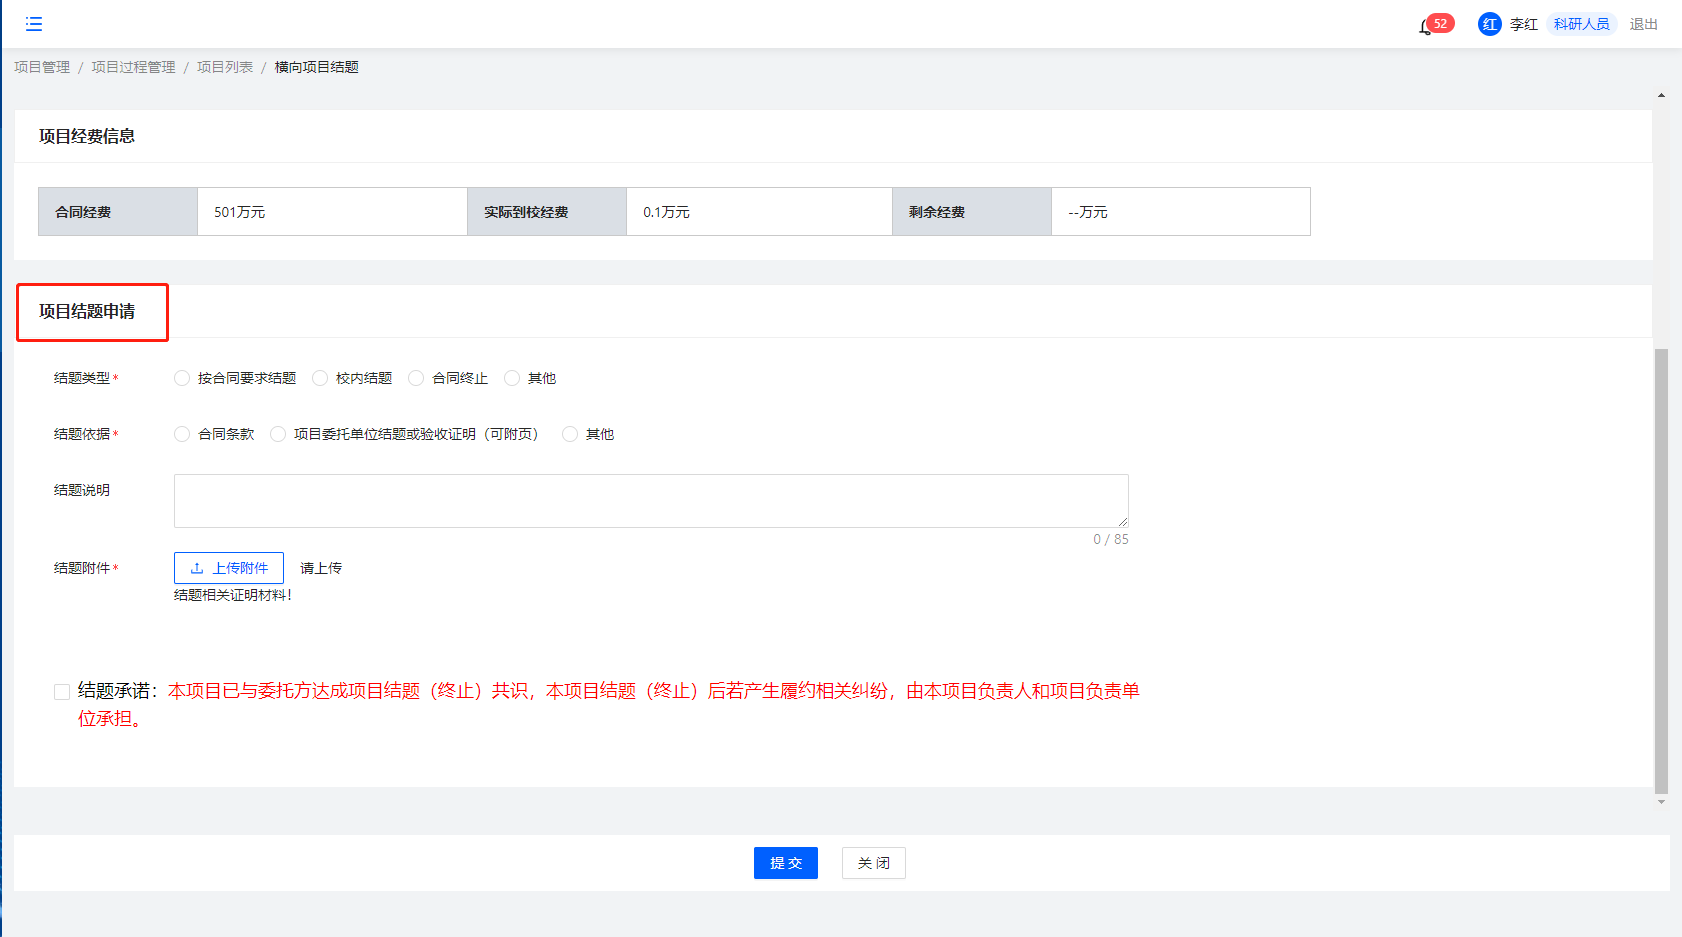 52 红 李红 科研人员 退出
项目管理 / 项目过程管理 / 项目列表 / 横向项目结题
项目经费信息
合同经费 501万元 实际到校经费 0.1万元 剩余经费 --万元
项目结题申请
结题类型* 按合同要求结题 校内结题 合同终止 其他
结题依据* 合同条款 项目委托单位结题或验收证明（可附页） 其他
结题说明
0 / 85
结题附件* 上传附件 请上传
结题相关证明材料！
结题承诺：本项目已与委托方达成项目结题（终止）共识，本项目结题（终止）后若产生履约相关纠纷，由本项目负责人和项目负责单
位承担。
提 交 关 闭